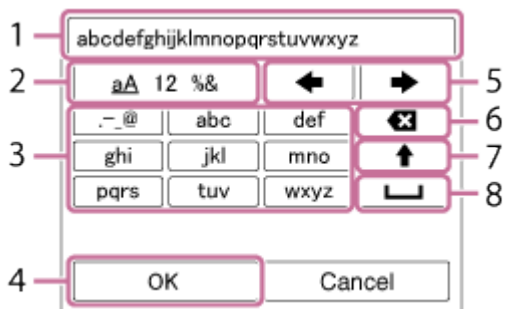 1 abcdefghijklmnopqrstuvwxyz
2 aA 12 %& 5
.-_@ abc def 6
3 ghi jkl mno 7
pqrs tuv wxyz 8
4 OK Cancel